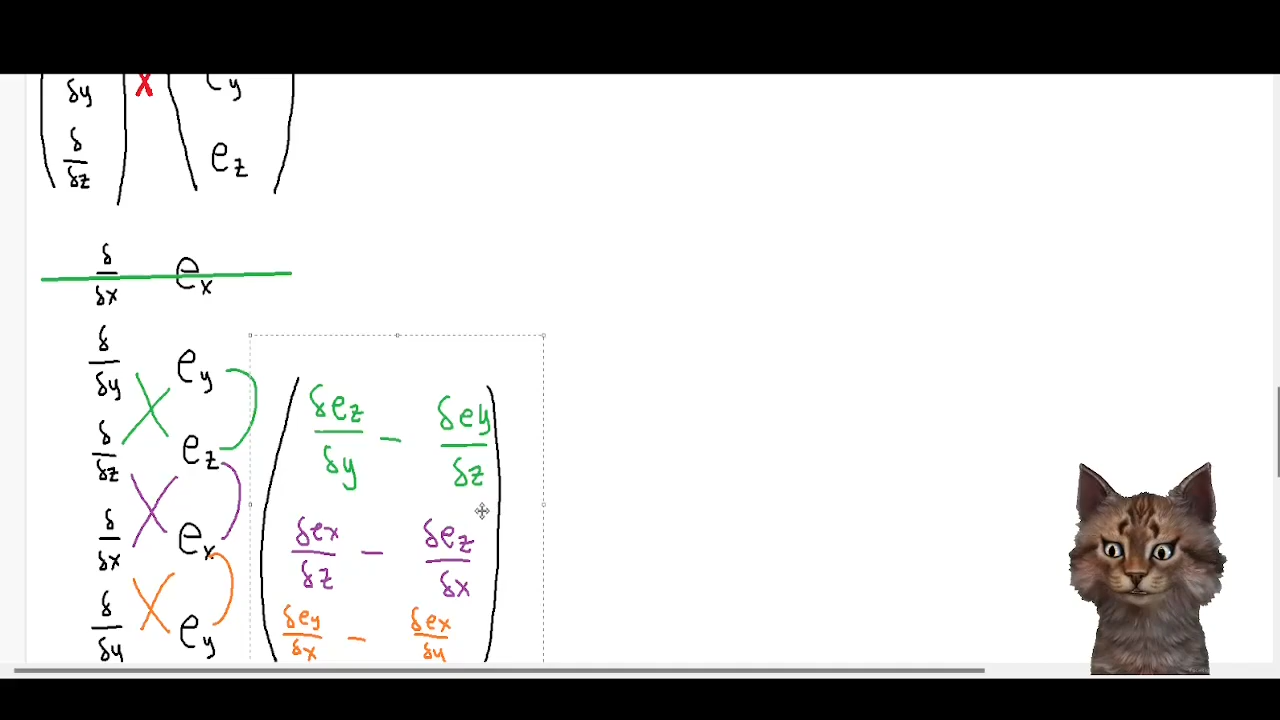 δy X e_y
δ/δz e_z
δ/δx e_x
δ/δy e_y
δ/δz e_z
δ/δx e_x
δ/δy e_y
δe_z/δy − δe_y/δz
δe_x/δz − δe_z/δx
δe_y/δx − δe_x/δy